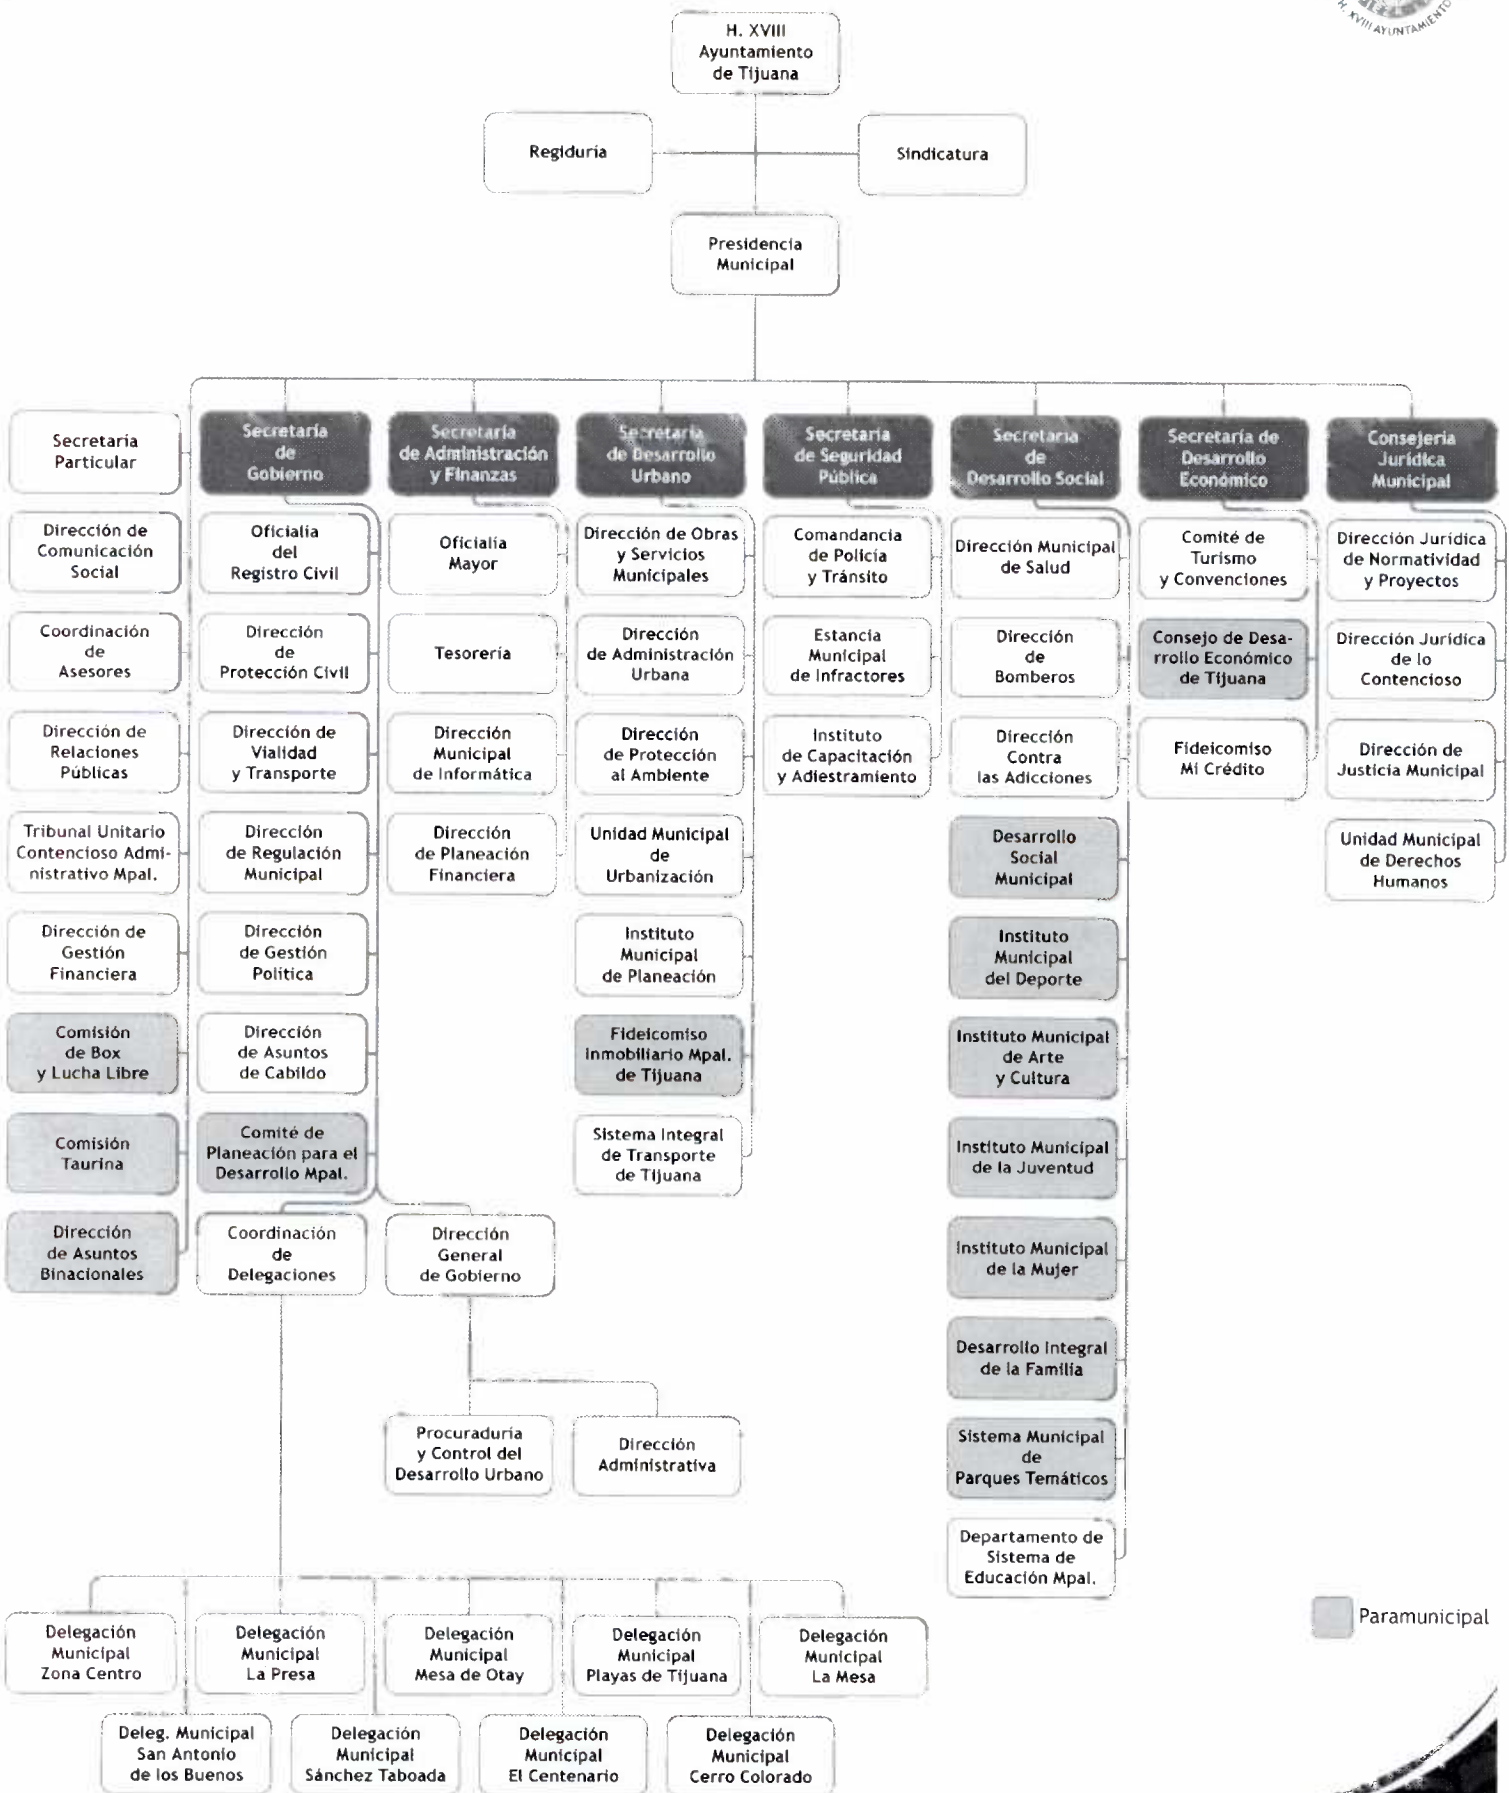 H. XVIII AYUNTAMIENTO
H. XVIII
Ayuntamiento
de Tijuana
Regiduría
Sindicatura
Presidencia
Municipal
Secretaría
Particular
Secretaría
de
Gobierno
Secretaría
de Administración
y Finanzas
Secretaría
de Desarrollo
Urbano
Secretaría
de Seguridad
Pública
Secretaría
de
Desarrollo Social
Secretaría de
Desarrollo
Económico
Consejería
Jurídica
Municipal
Dirección de
Comunicación
Social
Oficialía
del
Registro Civil
Oficialía
Mayor
Dirección de Obras
y Servicios
Municipales
Comandancia
de Policía
y Tránsito
Dirección Municipal
de Salud
Comité de
Turismo
y Convenciones
Dirección Jurídica
de Normatividad
y Proyectos
Coordinación
de
Asesores
Dirección
de
Protección Civil
Tesorería
Dirección
de Administración
Urbana
Estancia
Municipal
de Infractores
Dirección
de
Bomberos
Consejo de Desa-
rrollo Económico
de Tijuana
Dirección Jurídica
de lo
Contencioso
Dirección de
Relaciones
Públicas
Dirección de
Vialidad
y Transporte
Dirección
Municipal
de Informática
Dirección
de Protección
al Ambiente
Instituto
de Capacitación
y Adiestramiento
Dirección
Contra
las Adicciones
Fideicomiso
Mi Crédito
Dirección de
Justicia Municipal
Tribunal Unitario
Contencioso Admi-
nistrativo Mpal.
Dirección
de Regulación
Municipal
Dirección
de Planeación
Financiera
Unidad Municipal
de
Urbanización
Desarrollo
Social
Municipal
Unidad Municipal
de Derechos
Humanos
Dirección de
Gestión
Financiera
Dirección
de Gestión
Política
Instituto
Municipal
de Planeación
Instituto
Municipal
del Deporte
Comisión
de Box
y Lucha Libre
Dirección
de Asuntos
de Cabildo
Fideicomiso
Inmobiliario Mpal.
de Tijuana
Instituto Municipal
de Arte
y Cultura
Comisión
Taurina
Comité de
Planeación para el
Desarrollo Mpal.
Sistema Integral
de Transporte
de Tijuana
Instituto Municipal
de la Juventud
Dirección
de Asuntos
Binacionales
Coordinación
de
Delegaciones
Dirección
General
de Gobierno
Instituto Municipal
de la Mujer
Desarrollo Integral
de la Familia
Procuraduría
y Control del
Desarrollo Urbano
Dirección
Administrativa
Sistema Municipal
de
Parques Temáticos
Departamento de
Sistema de
Educación Mpal.
Paramunicipal
Delegación
Municipal
Zona Centro
Delegación
Municipal
La Presa
Delegación
Municipal
Mesa de Otay
Delegación
Municipal
Playas de Tijuana
Delegación
Municipal
La Mesa
Deleg. Municipal
San Antonio
de los Buenos
Delegación
Municipal
Sánchez Taboada
Delegación
Municipal
El Centenario
Delegación
Municipal
Cerro Colorado